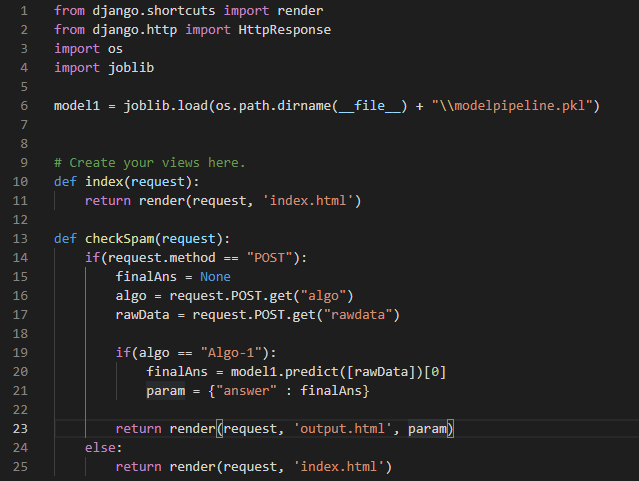 1 from django.shortcuts import render
2 from django.http import HttpResponse
3 import os
4 import joblib
5
6 model1 = joblib.load(os.path.dirname(__file__) + "\\modelpipeline.pkl")
7
8
9 # Create your views here.
10 def index(request):
11     return render(request, 'index.html')
12
13 def checkSpam(request):
14     if(request.method == "POST"):
15         finalAns = None
16         algo = request.POST.get("algo")
17         rawData = request.POST.get("rawdata")
18
19         if(algo == "Algo-1"):
20             finalAns = model1.predict([rawData])[0]
21             param = {"answer" : finalAns}
22
23         return render(request, 'output.html', param)
24     else:
25         return render(request, 'index.html')